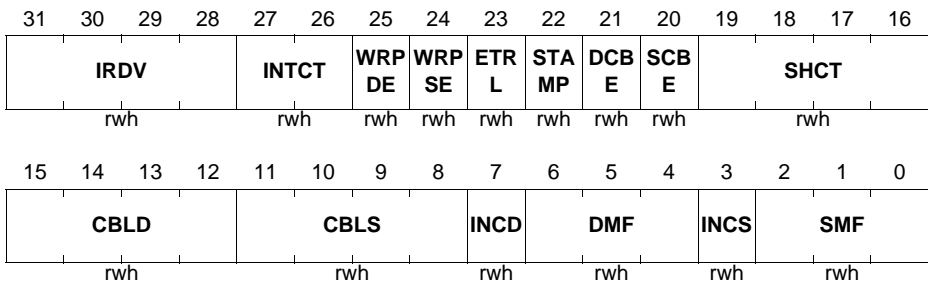 31 30 29 28 27 26 25 24 23 22 21 20 19 18 17 16
IRDV INTCT WRP DE WRP SE ETR L STA MP DCB E SCB E SHCT
rwh rwh rwh rwh rwh rwh rwh rwh rwh
15 14 13 12 11 10 9 8 7 6 5 4 3 2 1 0
CBLD CBLS INCD DMF INCS SMF
rwh rwh rwh rwh rwh rwh